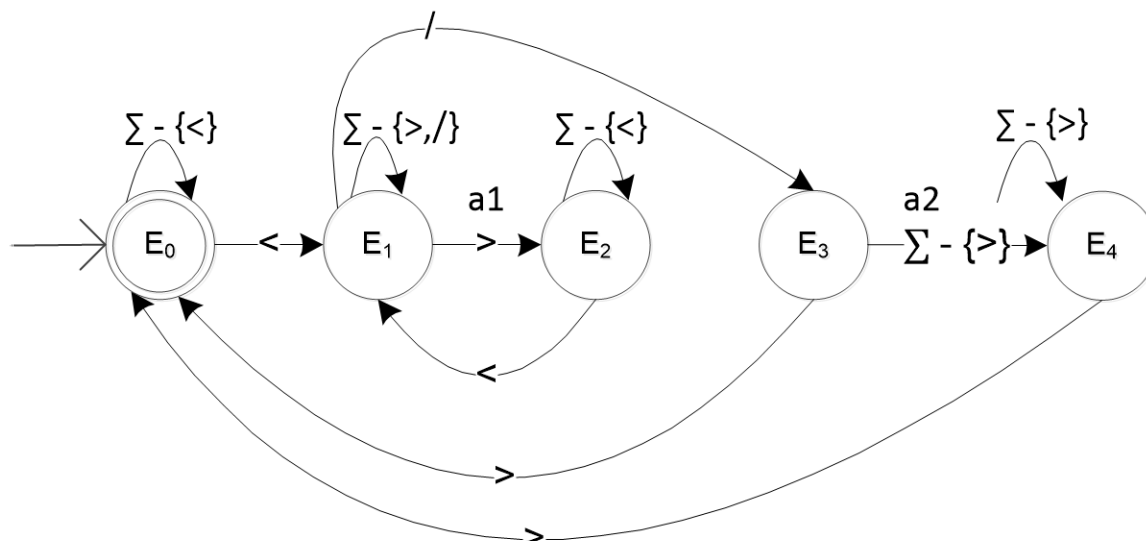 /
∑ - {<}
∑ - {>,/}
∑ - {<}
∑ - {>}
a1
a2
E₀
<
E₁
>
E₂
E₃
∑ - {>}
E₄
<
>
>